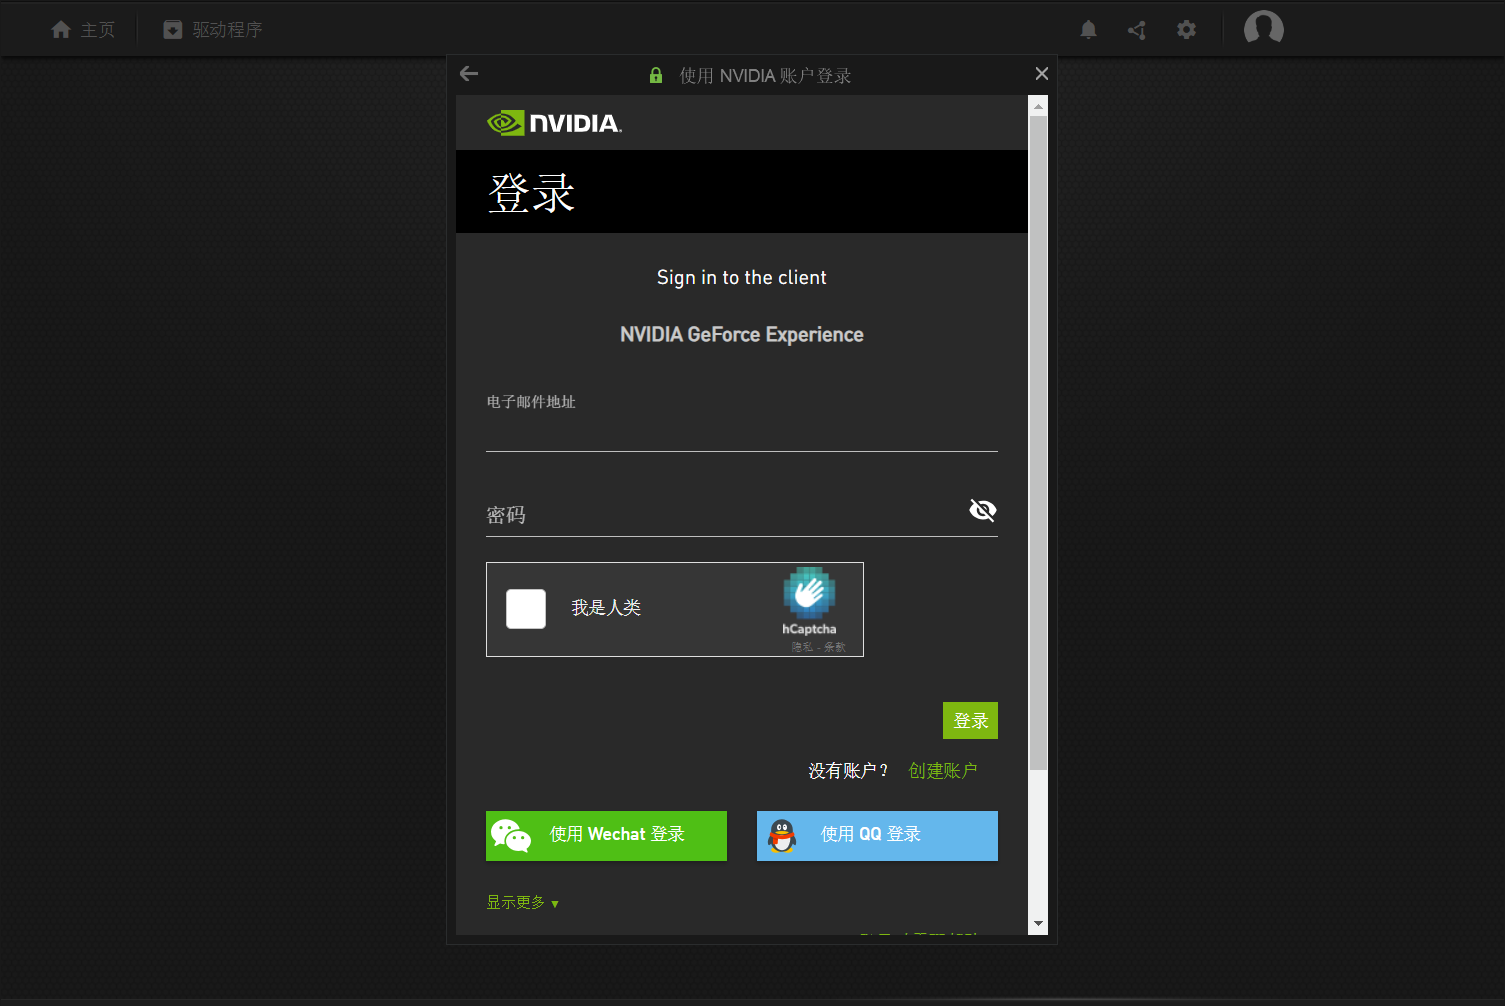 主页
驱动程序
使用 NVIDIA 账户登录
NVIDIA.
登录
Sign in to the client
NVIDIA GeForce Experience
电子邮件地址
密码
我是人类
hCaptcha
隐私 - 条款
登录
没有账户？ 创建账户
使用 Wechat 登录
使用 QQ 登录
显示更多 ▼